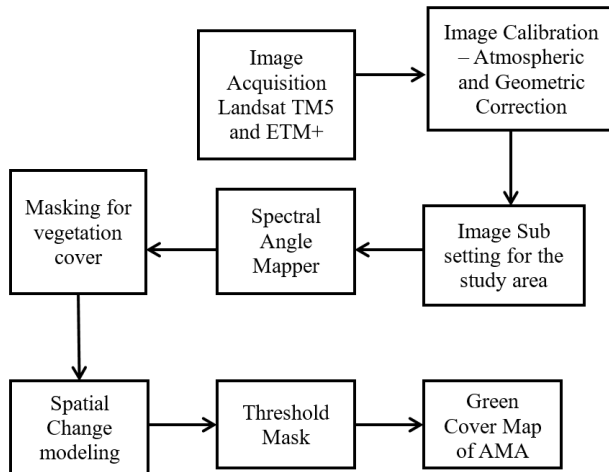 Image
Acquisition
Landsat TM5
and ETM+
Image Calibration
– Atmospheric
and Geometric
Correction
Image Sub
setting for the
study area
Spectral
Angle
Mapper
Masking for
vegetation
cover
Spatial
Change
modeling
Threshold
Mask
Green
Cover Map
of AMA